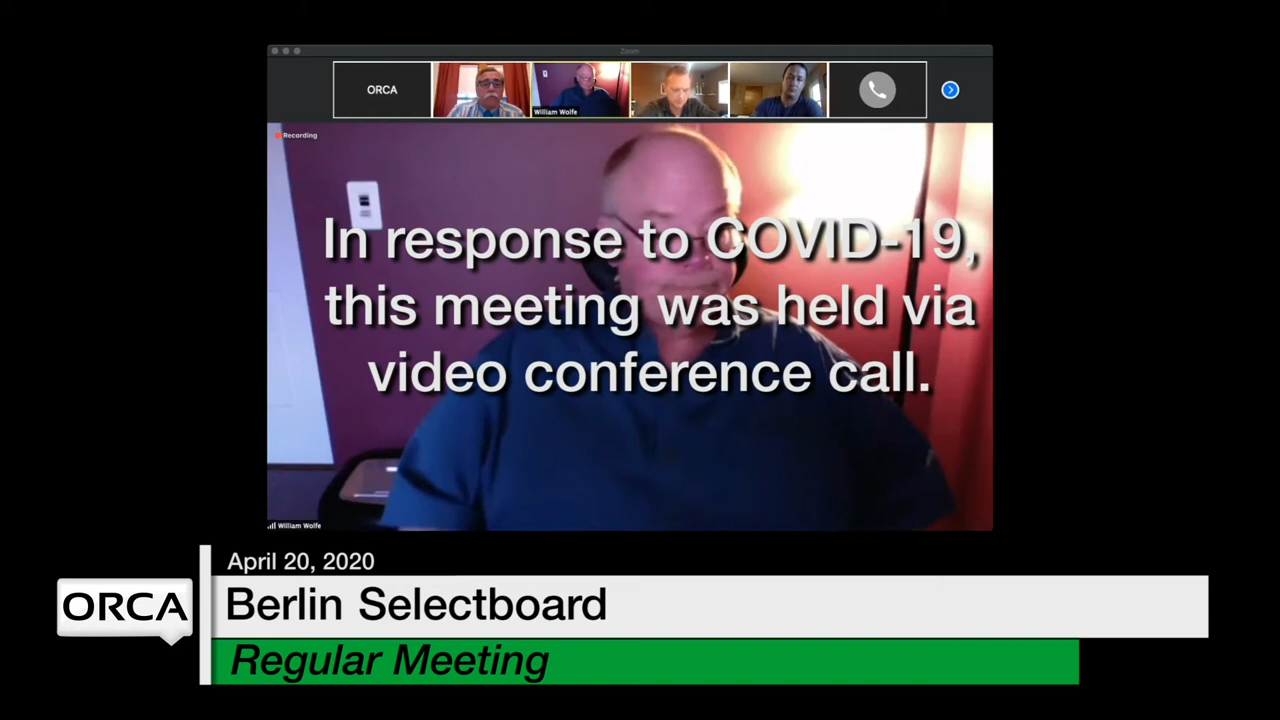 Zoom
ORCA
William Wolfe
Recording
In response to COVID-19,
this meeting was held via
video conference call.
William Wolfe
April 20, 2020
ORCA
Berlin Selectboard
Regular Meeting